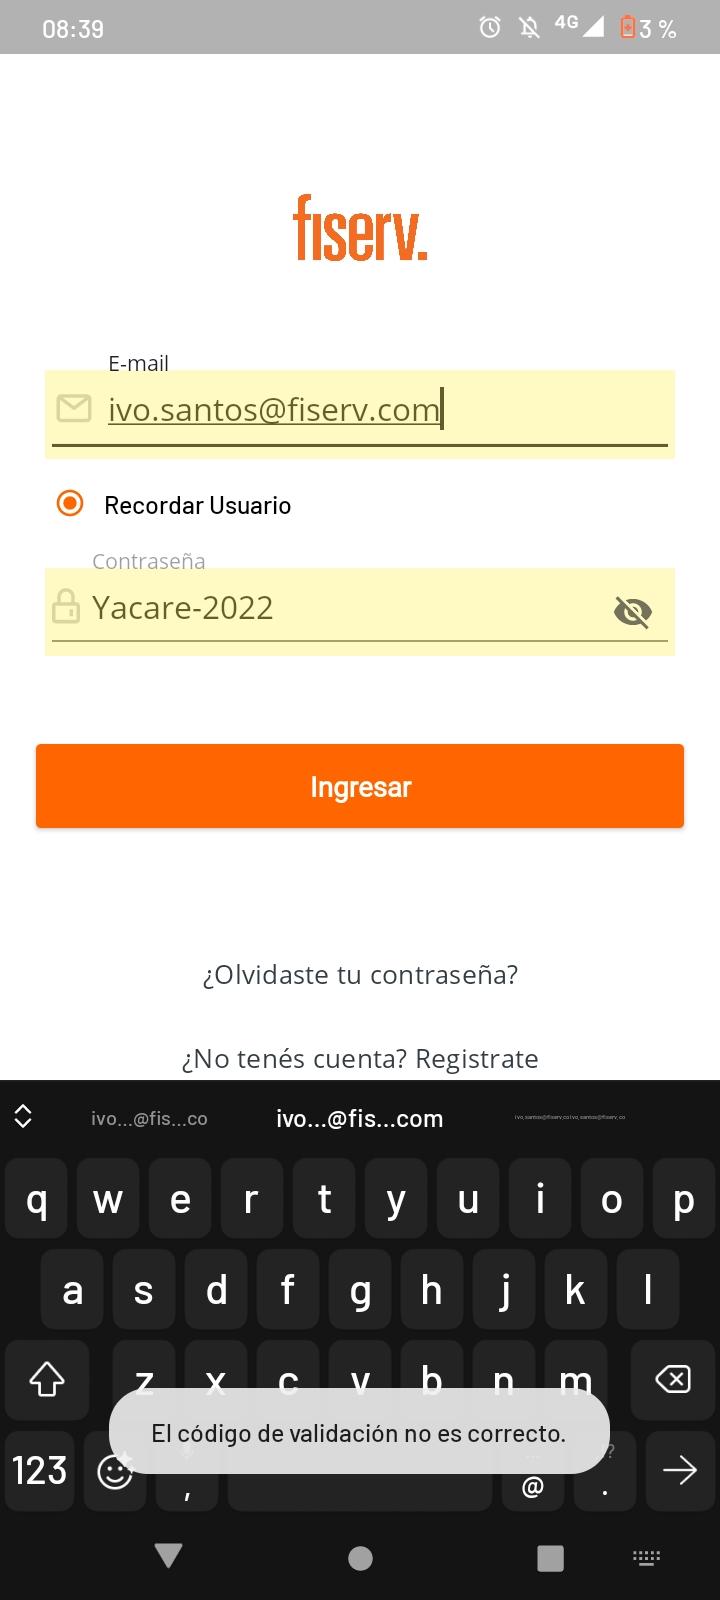 08:39
4G
3 %
fiserv.
E-mail
ivo.santos@fiserv.com
Recordar Usuario
Contraseña
Yacare-2022
Ingresar
¿Olvidaste tu contraseña?
¿No tenés cuenta? Registrate
ivo...@fis...co ivo...@fis...com
q w e r t y u i o p
a s d f g h j k l
z x c v b n m
El código de validación no es correcto.
123 , @ . ?